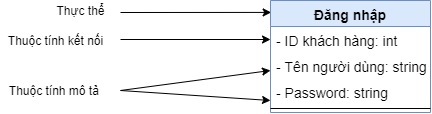 Thực thể
Đăng nhập
Thuộc tính kết nối
- ID khách hàng: int
- Tên người dùng: string
Thuộc tính mô tả
- Password: string